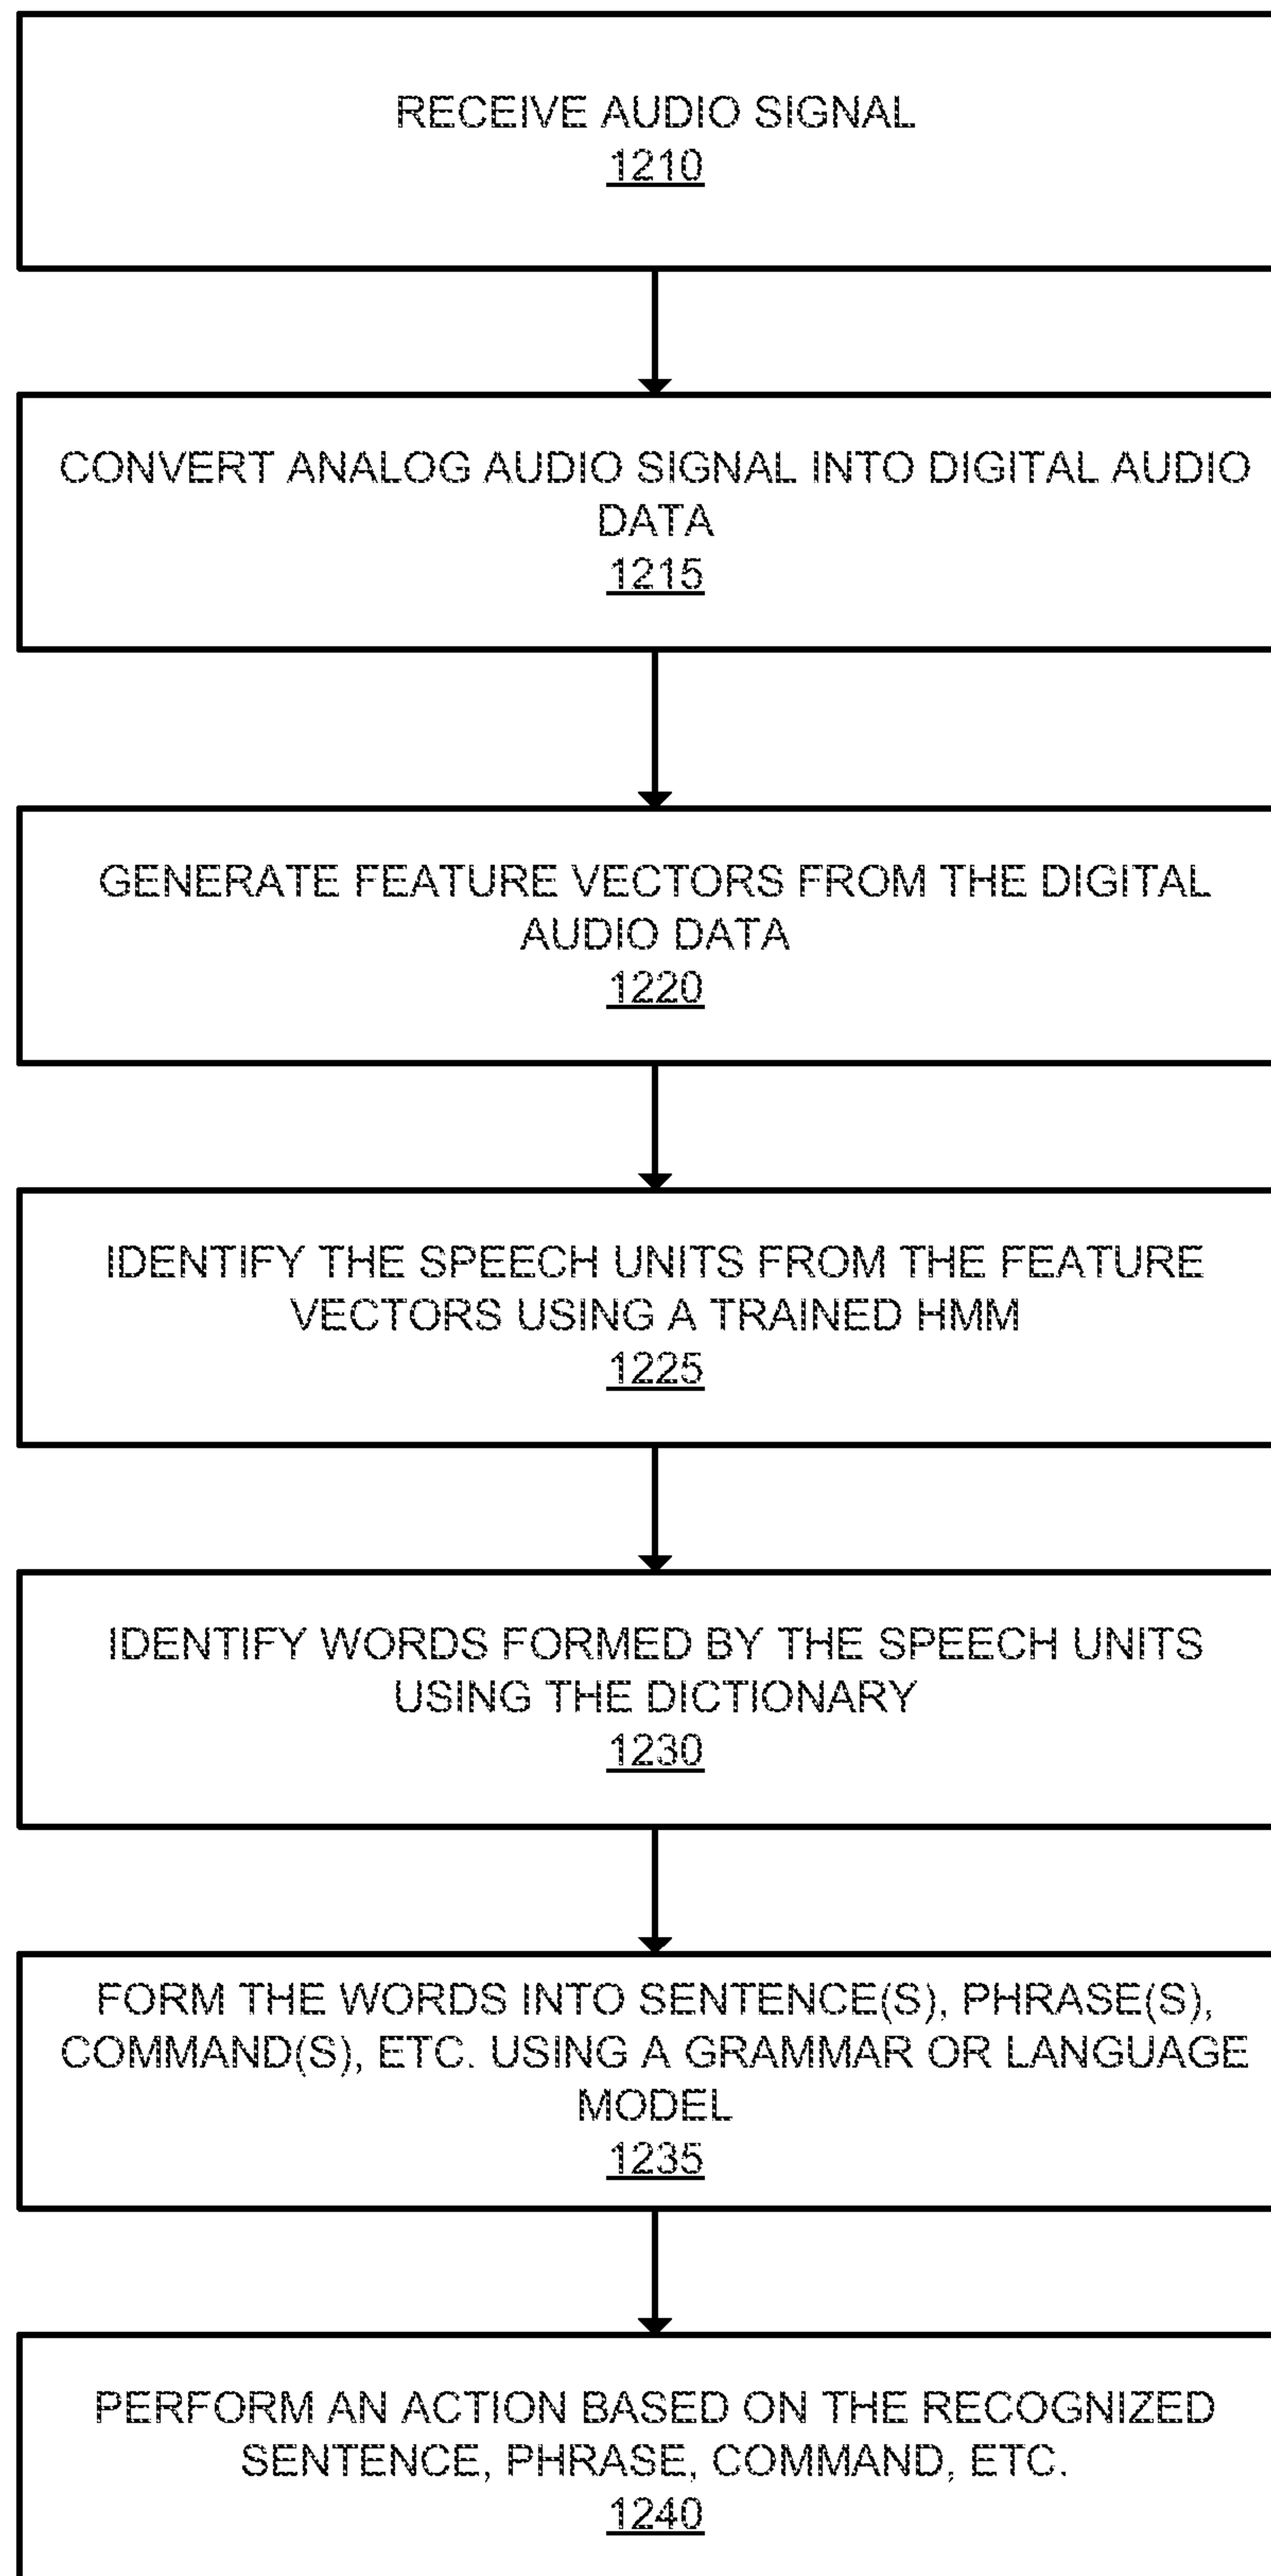 RECEIVE AUDIO SIGNAL
1210
CONVERT ANALOG AUDIO SIGNAL INTO DIGITAL AUDIO
DATA
1215
GENERATE FEATURE VECTORS FROM THE DIGITAL
AUDIO DATA
1220
IDENTIFY THE SPEECH UNITS FROM THE FEATURE
VECTORS USING A TRAINED HMM
1225
IDENTIFY WORDS FORMED BY THE SPEECH UNITS
USING THE DICTIONARY
1230
FORM THE WORDS INTO SENTENCE(S), PHRASE(S),
COMMAND(S), ETC. USING A GRAMMAR OR LANGUAGE
MODEL
1235
PERFORM AN ACTION BASED ON THE RECOGNIZED
SENTENCE, PHRASE, COMMAND, ETC.
1240